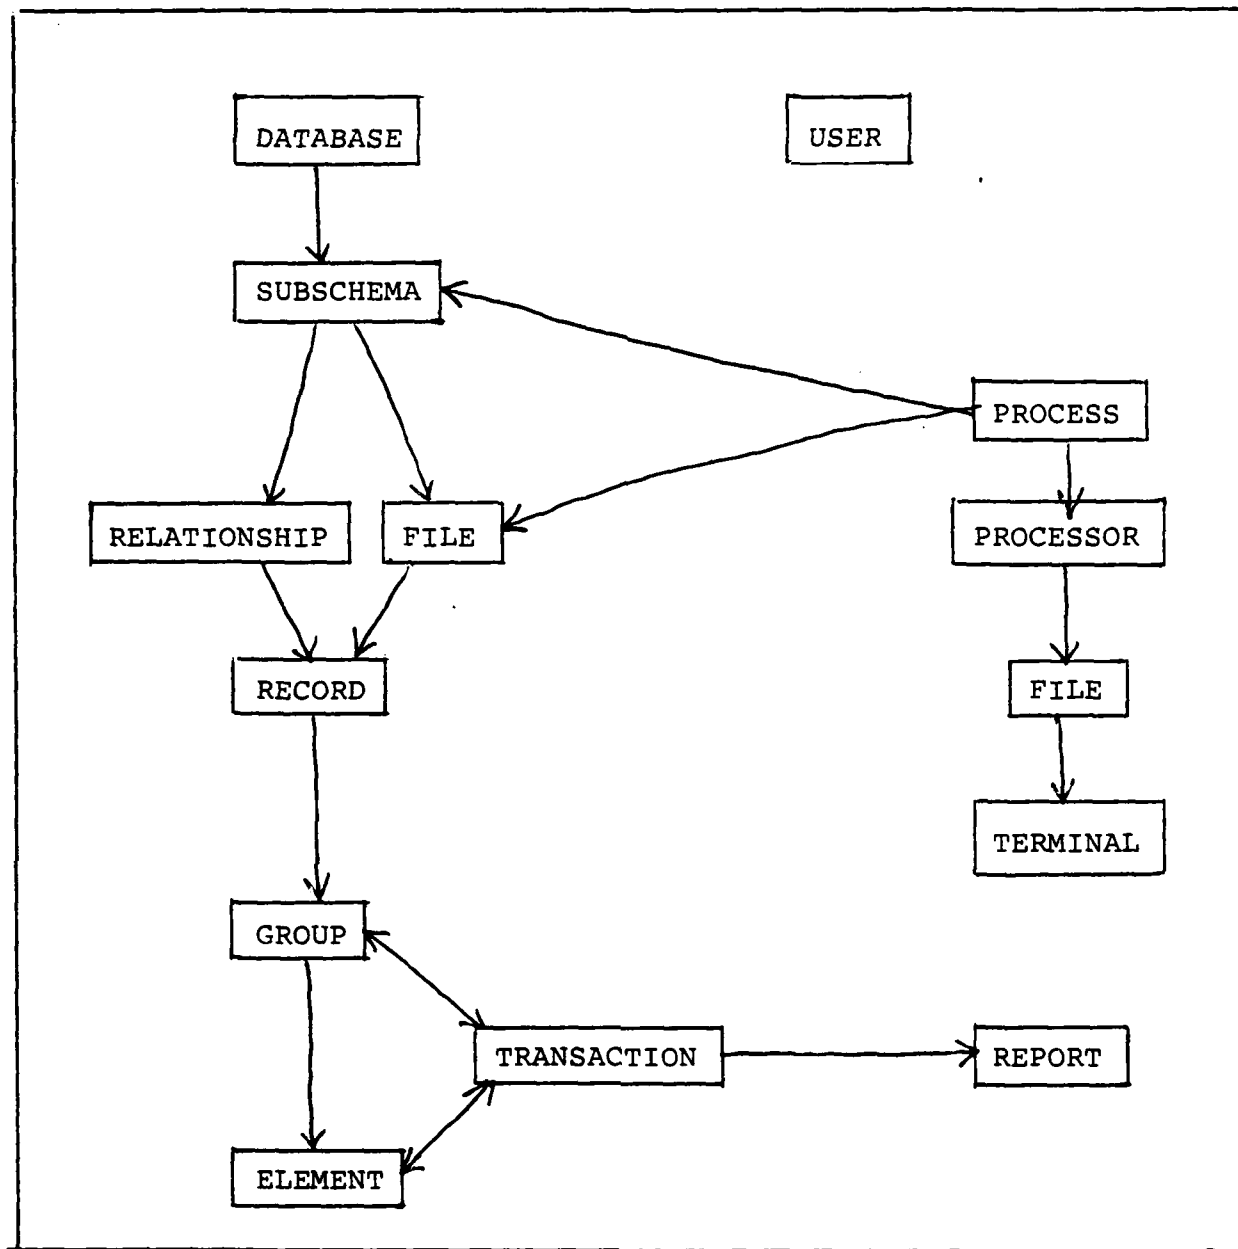 DATABASE
USER
SUBSCHEMA
PROCESS
RELATIONSHIP
FILE
PROCESSOR
RECORD
FILE
TERMINAL
GROUP
TRANSACTION
REPORT
ELEMENT